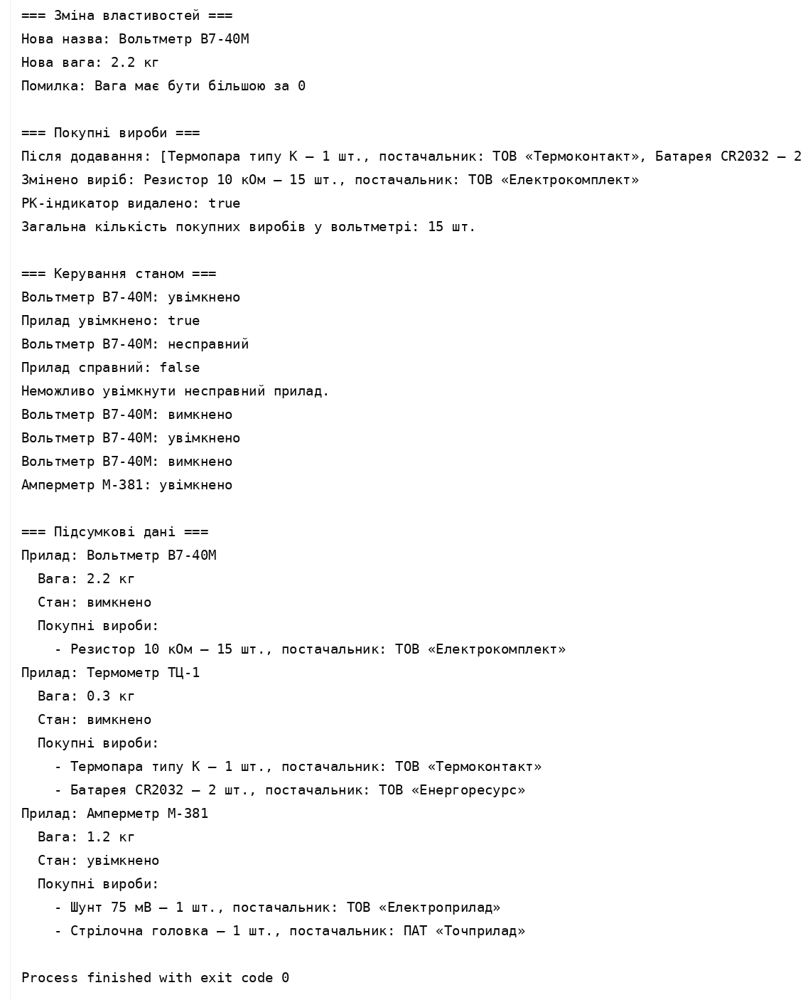 === Зміна властивостей ===
Нова назва: Вольтметр В7-40М
Нова вага: 2.2 кг
Помилка: Вага має бути більшою за 0
=== Покупні вироби ===
Після додавання: [Термопара типу К — 1 шт., постачальник: ТОВ «Термоконтакт», Батарея CR2032 — 2
Змінено виріб: Резистор 10 кОм — 15 шт., постачальник: ТОВ «Електрокомплект»
РК-індикатор видалено: true
Загальна кількість покупних виробів у вольтметрі: 15 шт.
=== Керування станом ===
Вольтметр В7-40М: увімкнено
Прилад увімкнено: true
Вольтметр В7-40М: несправний
Прилад справний: false
Неможливо увімкнути несправний прилад.
Вольтметр В7-40М: вимкнено
Вольтметр В7-40М: увімкнено
Вольтметр В7-40М: вимкнено
Амперметр М-381: увімкнено
=== Підсумкові дані ===
Прилад: Вольтметр В7-40М
  Вага: 2.2 кг
  Стан: вимкнено
  Покупні вироби:
    - Резистор 10 кОм — 15 шт., постачальник: ТОВ «Електрокомплект»
Прилад: Термометр ТЦ-1
  Вага: 0.3 кг
  Стан: вимкнено
  Покупні вироби:
    - Термопара типу К — 1 шт., постачальник: ТОВ «Термоконтакт»
    - Батарея CR2032 — 2 шт., постачальник: ТОВ «Енергоресурс»
Прилад: Амперметр М-381
  Вага: 1.2 кг
  Стан: увімкнено
  Покупні вироби:
    - Шунт 75 мВ — 1 шт., постачальник: ТОВ «Електроприлад»
    - Стрілочна головка — 1 шт., постачальник: ПАТ «Точприлад»
Process finished with exit code 0